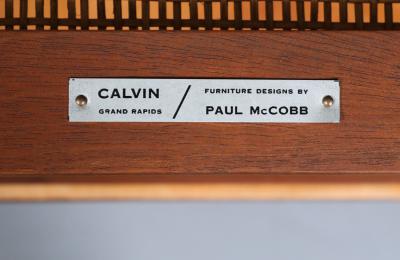 CALVIN
GRAND RAPIDS
/
FURNITURE DESIGNS BY
PAUL McCOBB